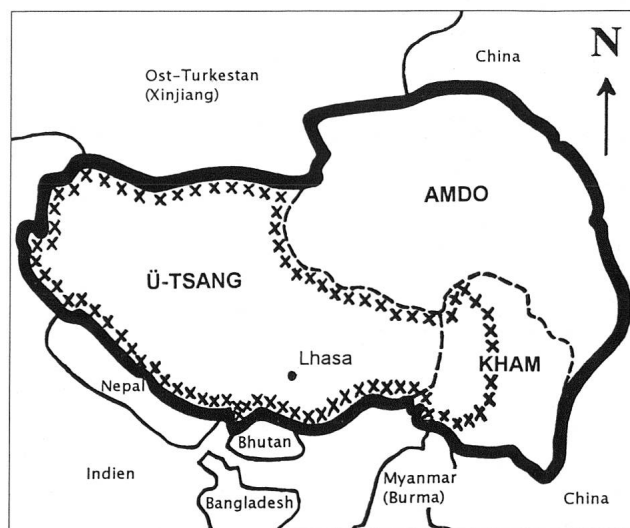 N
China
Ost-Turkestan
(Xinjiang)
AMDO
Ü-TSANG
Lhasa
KHAM
Nepal
Bhutan
Indien
Bangladesh
Myanmar
(Burma)
China